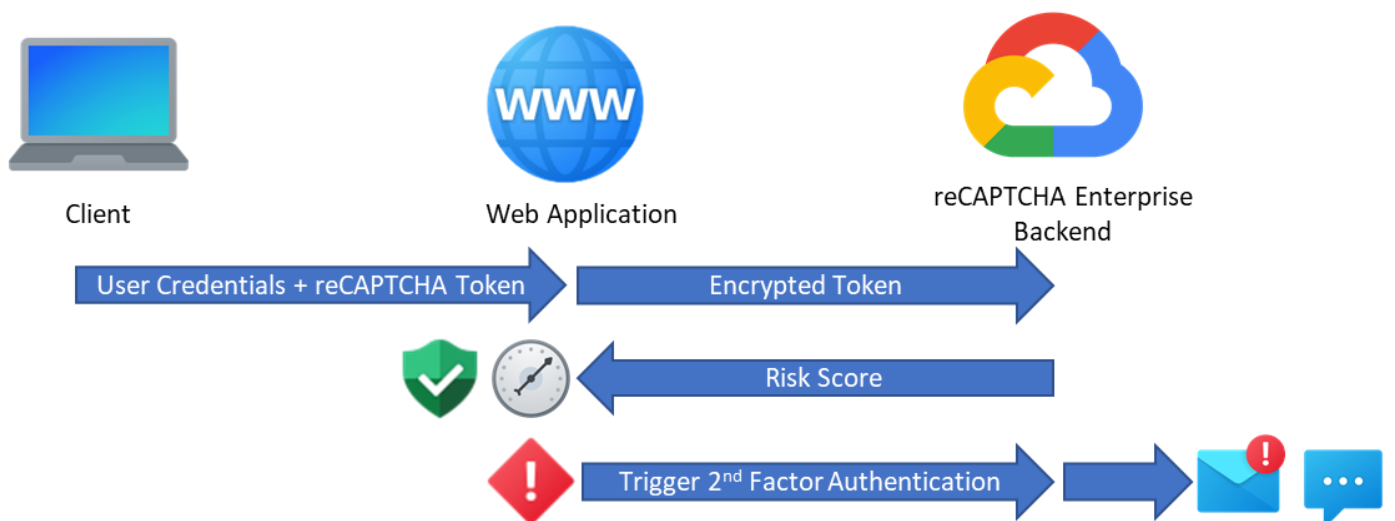 WWW
Client
Web Application
reCAPTCHA Enterprise
Backend
User Credentials + reCAPTCHA Token
Encrypted Token
Risk Score
Trigger 2nd Factor Authentication